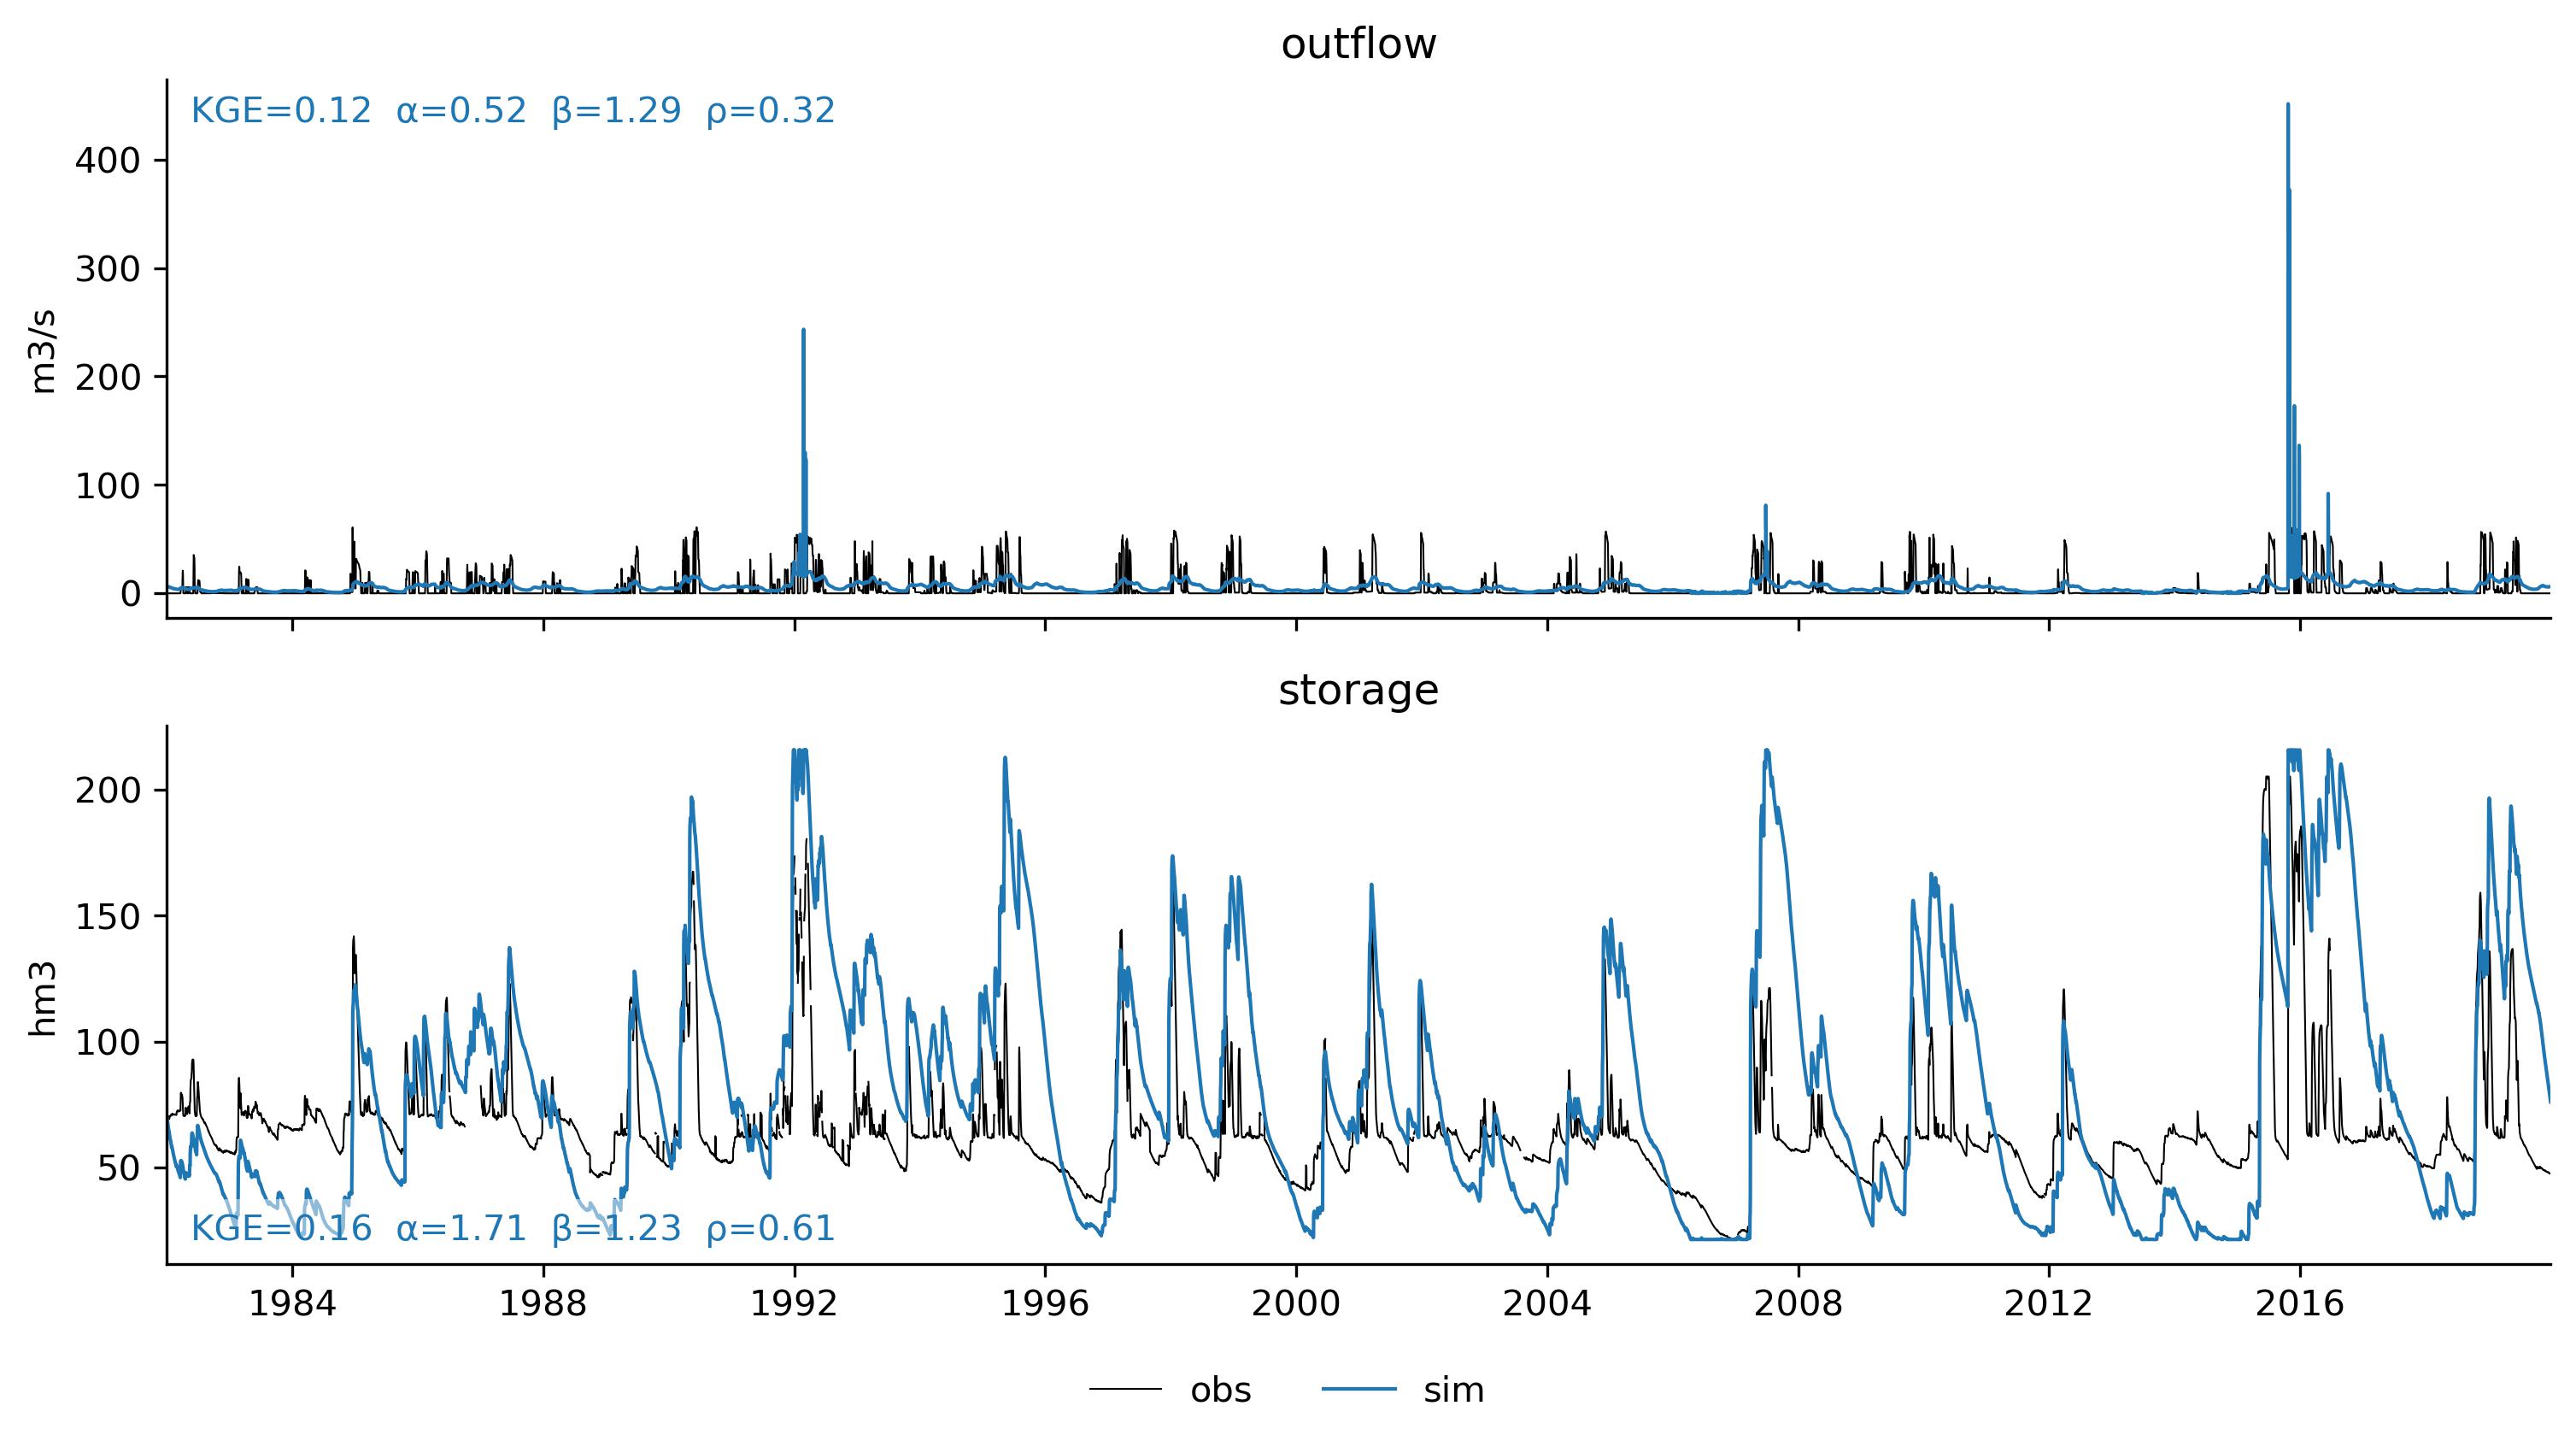 outflow
KGE=0.12 α=0.52 β=1.29 ρ=0.32
m3/s
400
300
200
100
0
storage
hm3
200
150
100
50
KGE=0.16 α=1.71 β=1.23 ρ=0.61
1984 1988 1992 1996 2000 2004 2008 2012 2016
obs sim